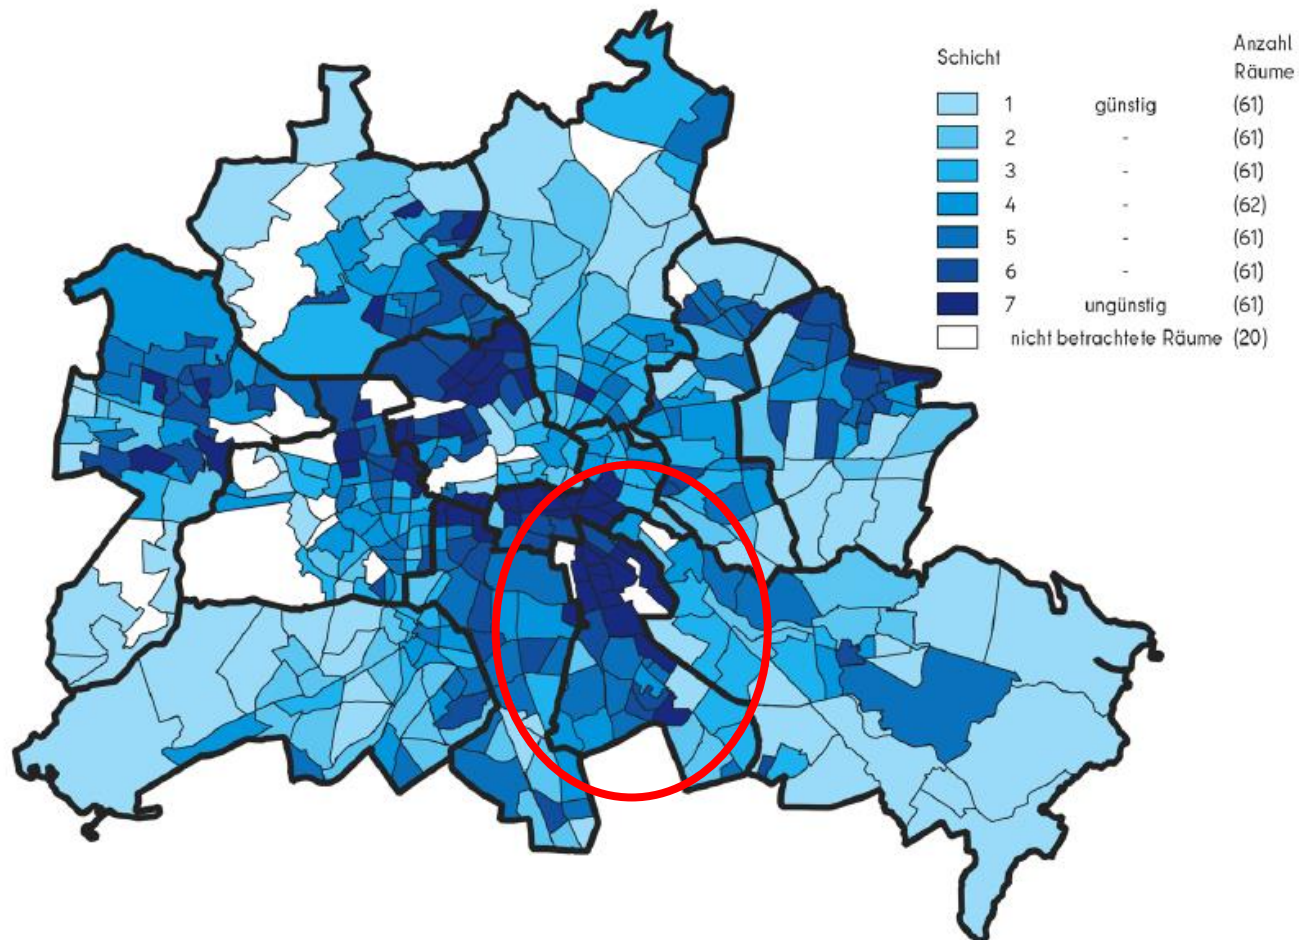 Schicht Anzahl Räume
1 günstig (61)
2 - (61)
3 - (61)
4 - (62)
5 - (61)
6 - (61)
7 ungünstig (61)
nicht betrachtete Räume (20)